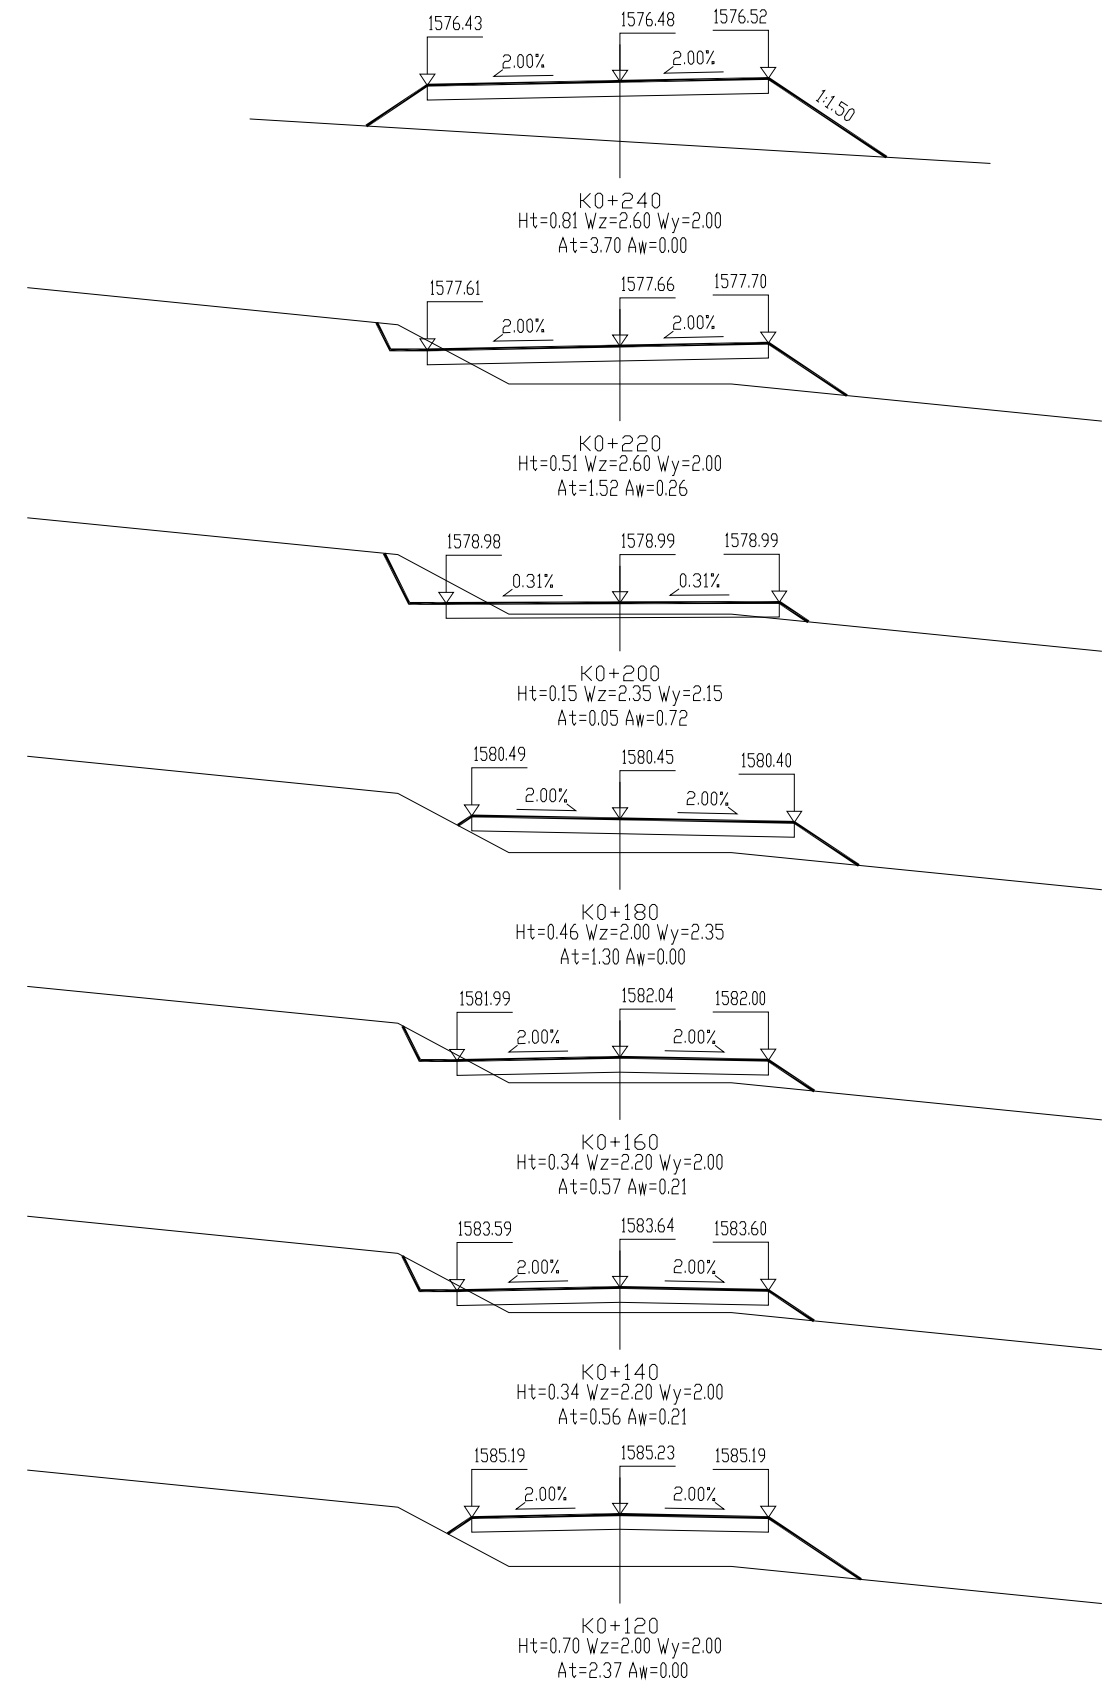 1576.43 1576.48 1576.52
2.00% 2.00%
1:1.50
K0+240
Ht=0.81 Wz=2.60 Wy=2.00
At=3.70 Aw=0.00
1577.61 1577.66 1577.70
2.00% 2.00%
K0+220
Ht=0.51 Wz=2.60 Wy=2.00
At=1.52 Aw=0.26
1578.98 1578.99 1578.99
0.31% 0.31%
K0+200
Ht=0.15 Wz=2.35 Wy=2.15
At=0.05 Aw=0.72
1580.49 1580.45 1580.40
2.00% 2.00%
K0+180
Ht=0.46 Wz=2.00 Wy=2.35
At=1.30 Aw=0.00
1581.99 1582.04 1582.00
2.00% 2.00%
K0+160
Ht=0.34 Wz=2.20 Wy=2.00
At=0.57 Aw=0.21
1583.59 1583.64 1583.60
2.00% 2.00%
K0+140
Ht=0.34 Wz=2.20 Wy=2.00
At=0.56 Aw=0.21
1585.19 1585.23 1585.19
2.00% 2.00%
K0+120
Ht=0.70 Wz=2.00 Wy=2.00
At=2.37 Aw=0.00